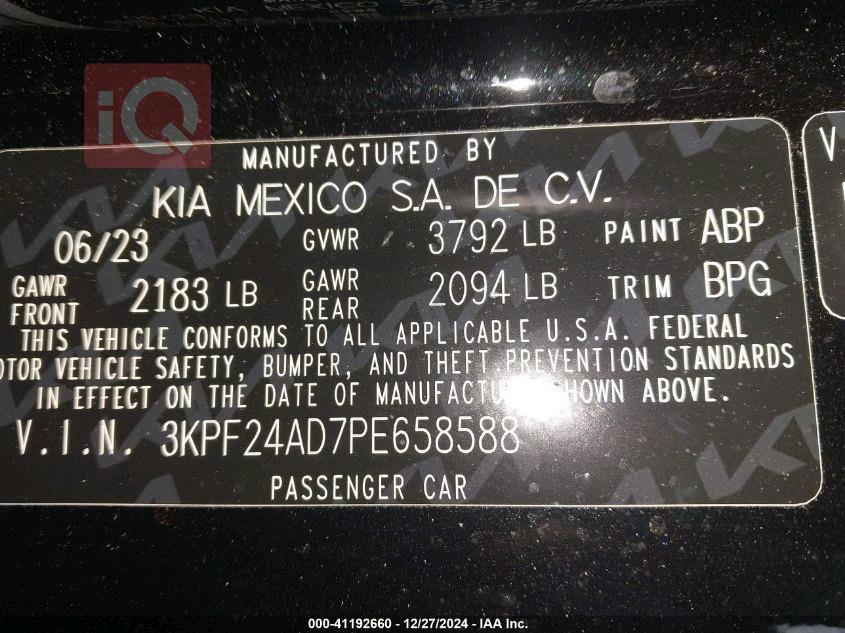 iQ
MANUFACTURED BY
KIA MEXICO S.A. DE C.V.
06/23 GVWR 3792 LB PAINT ABP
GAWR FRONT 2183 LB GAWR REAR 2094 LB TRIM BPG
THIS VEHICLE CONFORMS TO ALL APPLICABLE U.S.A. FEDERAL
OTOR VEHICLE SAFETY, BUMPER, AND THEFT PREVENTION STANDARDS
IN EFFECT ON THE DATE OF MANUFACTU SHOWN ABOVE.
V.I.N. 3KPF24AD7PE658588
PASSENGER CAR
V
000-41192660 - 12/27/2024 - IAA Inc.